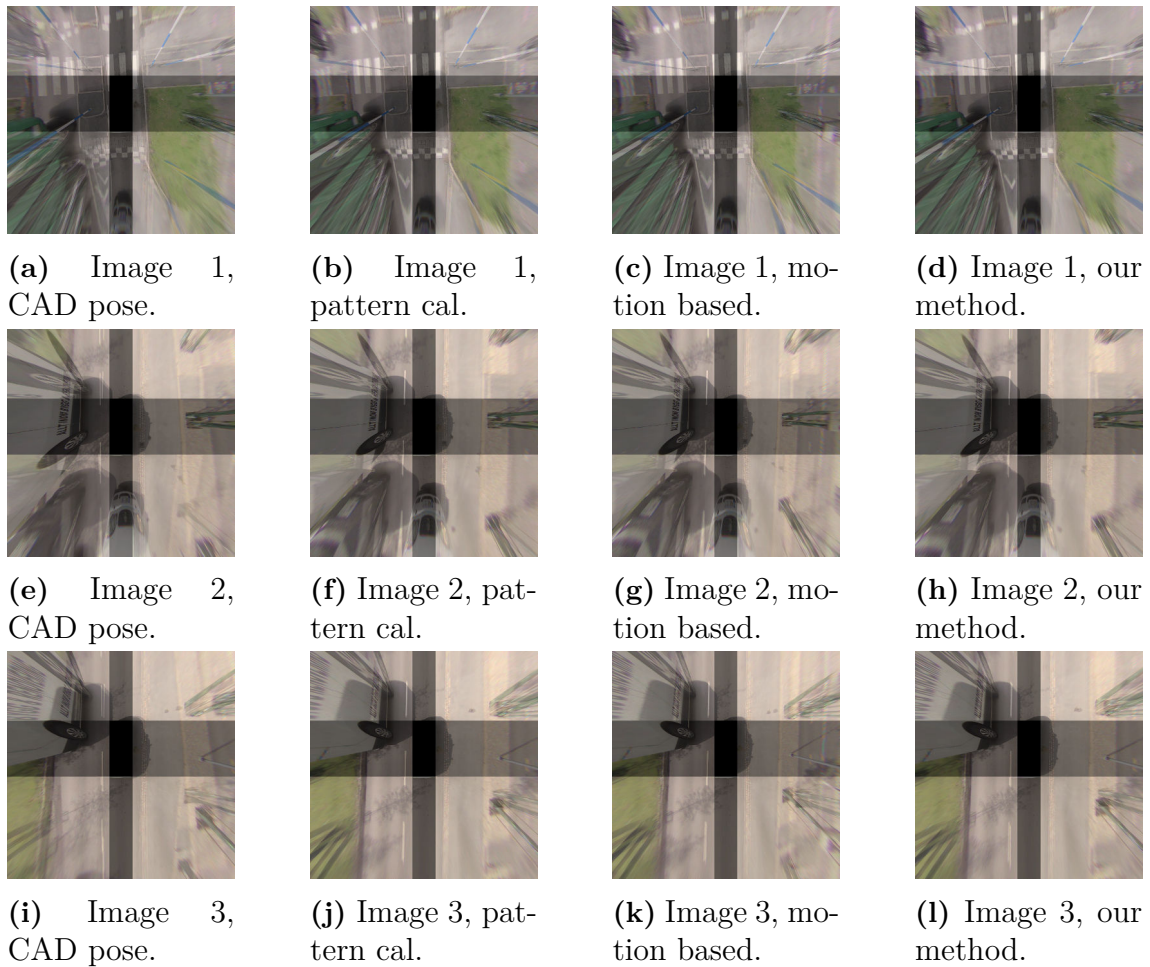 (a) Image 1,
CAD pose.
(b) Image 1,
pattern cal.
(c) Image 1, mo-
tion based.
(d) Image 1, our
method.
(e) Image 2,
CAD pose.
(f) Image 2, pat-
tern cal.
(g) Image 2, mo-
tion based.
(h) Image 2, our
method.
(i) Image 3,
CAD pose.
(j) Image 3, pat-
tern cal.
(k) Image 3, mo-
tion based.
(l) Image 3, our
method.